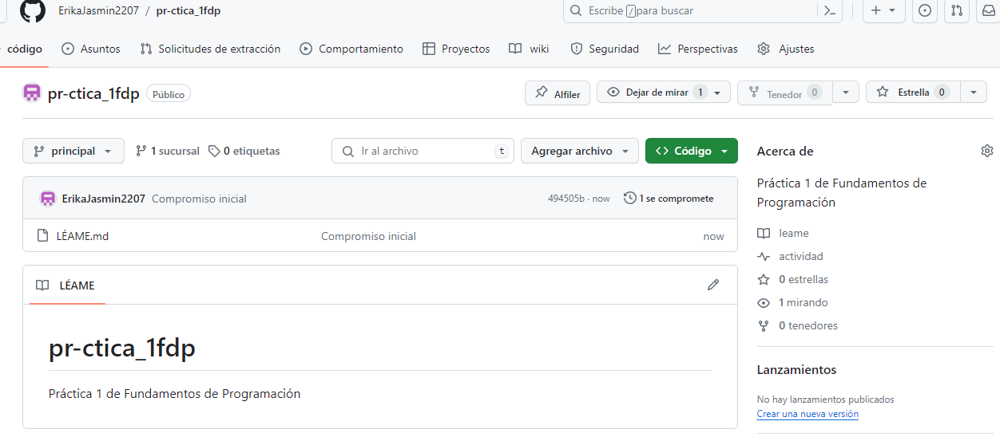 ErikaJasmin2207 / pr-ctica_1fdp
Escribe / para buscar
código Asuntos Solicitudes de extracción Comportamiento Proyectos wiki Seguridad Perspectivas Ajustes
pr-ctica_1fdp Público
Alfiler Dejar de mirar 1 Tenedor 0 Estrella 0
principal 1 sucursal 0 etiquetas Ir al archivo t Agregar archivo Código
ErikaJasmin2207 Compromiso inicial 494505b · now 1 se compromete
LÉAME.md Compromiso inicial now
LÉAME
pr-ctica_1fdp
Práctica 1 de Fundamentos de Programación
Acerca de
Práctica 1 de Fundamentos de
Programación
leame
actividad
0 estrellas
1 mirando
0 tenedores
Lanzamientos
No hay lanzamientos publicados
Crear una nueva versión